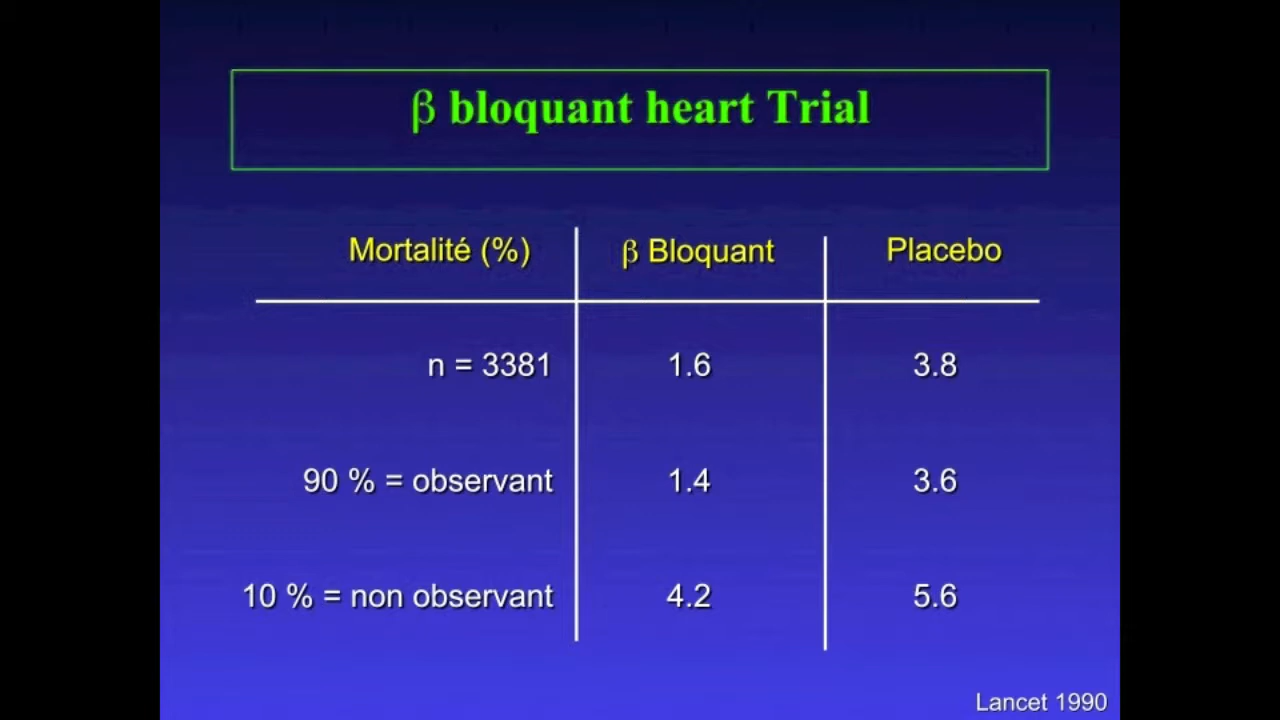 β bloquant heart Trial
Mortalité (%) β Bloquant Placebo
n = 3381 1.6 3.8
90 % = observant 1.4 3.6
10 % = non observant 4.2 5.6
Lancet 1990